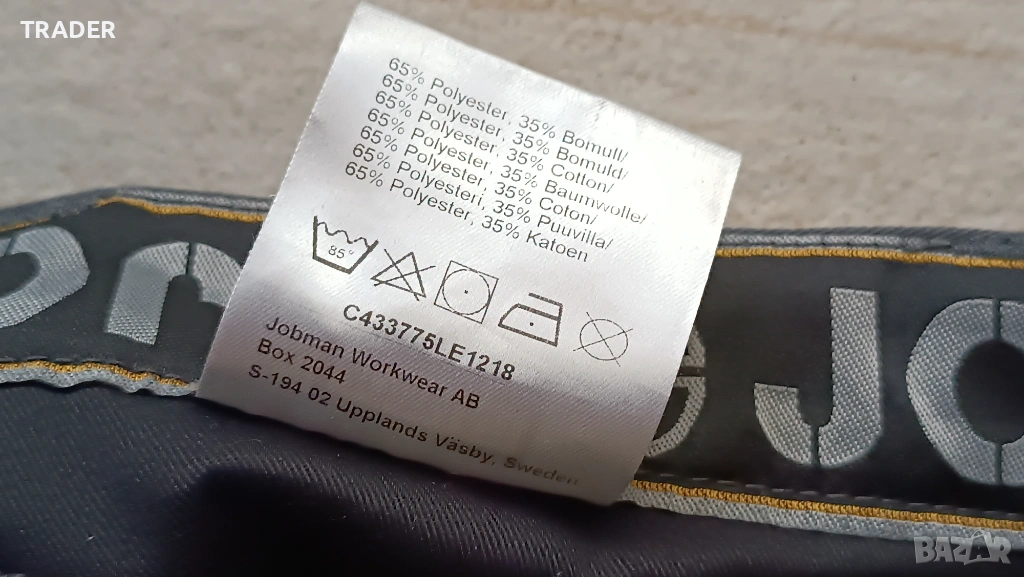 TRADER
65% Polyester, 35% Bomull/
65% Polyester, 35% Bomuld/
65% Polyester, 35% Cotton/
65% Polyester, 35% Baumwolle/
65% Polyester, 35% Coton/
65% Polyesteri, 35% Puuvilla/
65% Polyester, 35% Katoen
85°
C433775LE1218
Jobman Workwear AB
Box 2044
S-194 02 Upplands Väsby, Sweden
JO
BAZAR